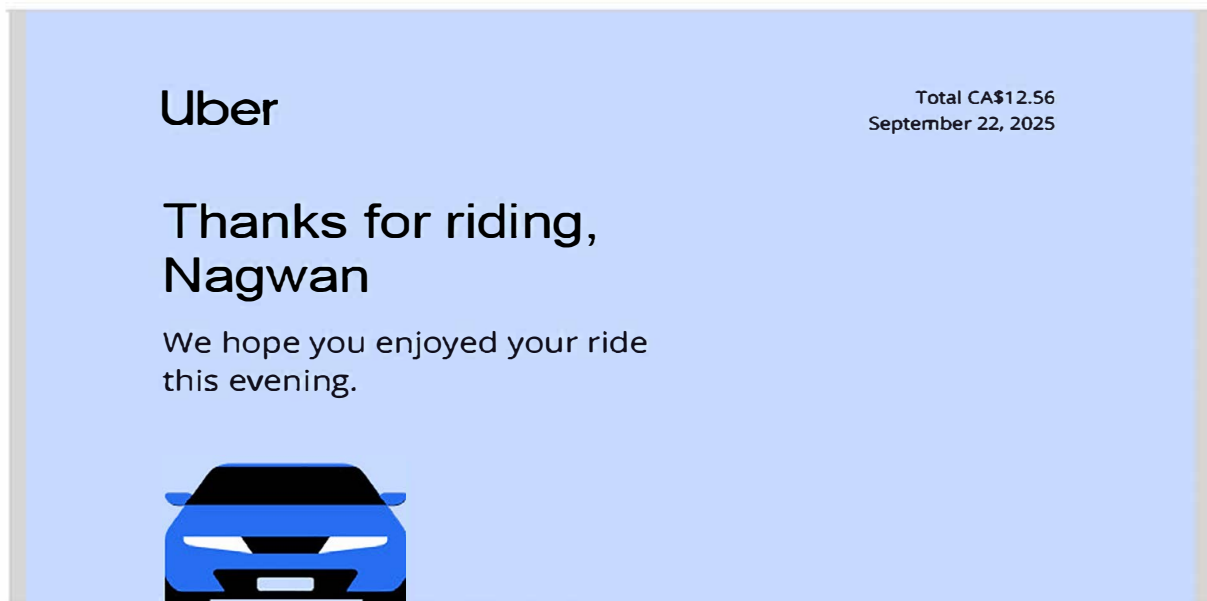 Uber
Total CA$12.56
September 22, 2025
Thanks for riding,
Nagwan
We hope you enjoyed your ride
this evening.